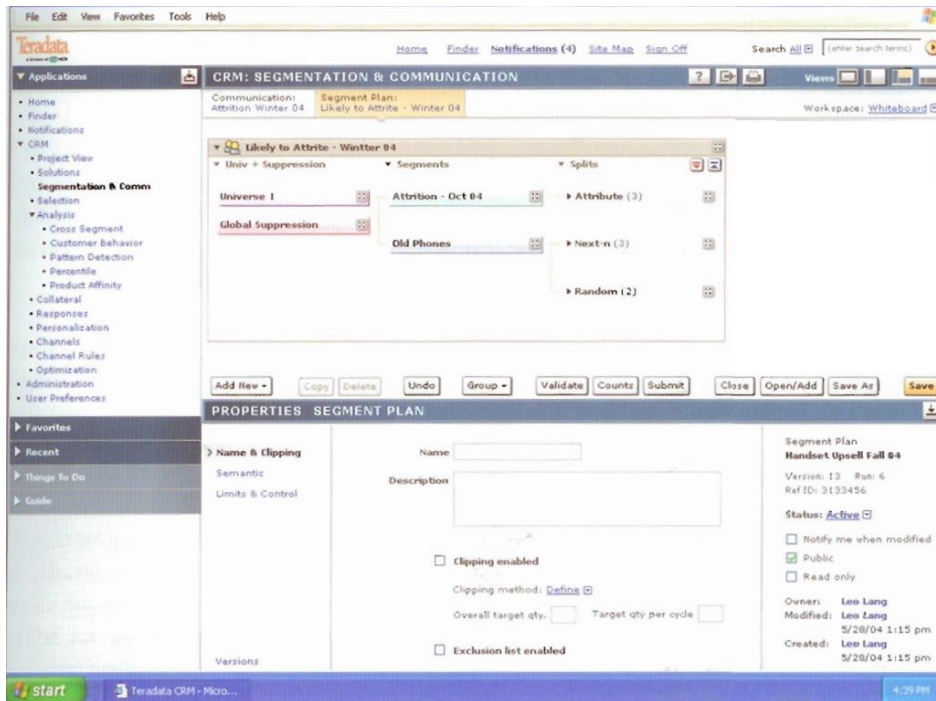 File Edit View Favorites Tools Help
Teradata
Home Finder Notifications (4) Site Map Sign Off Search All (enter search terms)
Applications
CRM: SEGMENTATION & COMMUNICATION
? Views
Communication:
Attrition Winter 04
Segment Plan:
Likely to Attrite - Winter 04
Workspace: Whiteboard
Home
Finder
Notifications
CRM
Project View
Solutions
Segmentation & Comm
Selection
Analysis
Cross Segment
Customer Behavior
Pattern Detection
Percentile
Product Affinity
Collateral
Responses
Personalization
Channels
Channel Rules
Optimization
Administration
User Preferences
Favorites
Recent
Things To Do
Guide
Likely to Attrite - Wintter 04
Univ + Suppression Segments Splits
Universe 1 Attrition - Oct 04 Attribute (3)
Global Suppression
Old Phones Next-n (3)
Random (2)
Add New Copy Delete Undo Group Validate Counts Submit Close Open/Add Save As Save
PROPERTIES SEGMENT PLAN
Name & Clipping
Semantic
Limits & Control
Versions
Name
Description
Clipping enabled
Clipping method: Define
Overall target qty. Target qty per cycle
Exclusion list enabled
Segment Plan
Handset Upsell Fall 04
Version: 13 Run: 6
Ref ID: 3133456
Status: Active
Notify me when modified
Public
Read only
Owner: Leo Lang
Modified: Leo Lang
5/28/04 1:15 pm
Created: Leo Lang
5/28/04 1:15 pm
start Teradata CRM - Micro... 4:39 PM